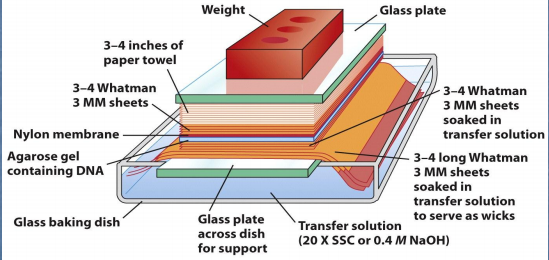 Weight
Glass plate
3–4 inches of
paper towel
3–4 Whatman
3 MM sheets
Nylon membrane
Agarose gel
containing DNA
Glass baking dish
Glass plate
across dish
for support
Transfer solution
(20 X SSC or 0.4 M NaOH)
3–4 Whatman
3 MM sheets
soaked in
transfer solution
3–4 long Whatman
3 MM sheets
soaked in
transfer solution
to serve as wicks